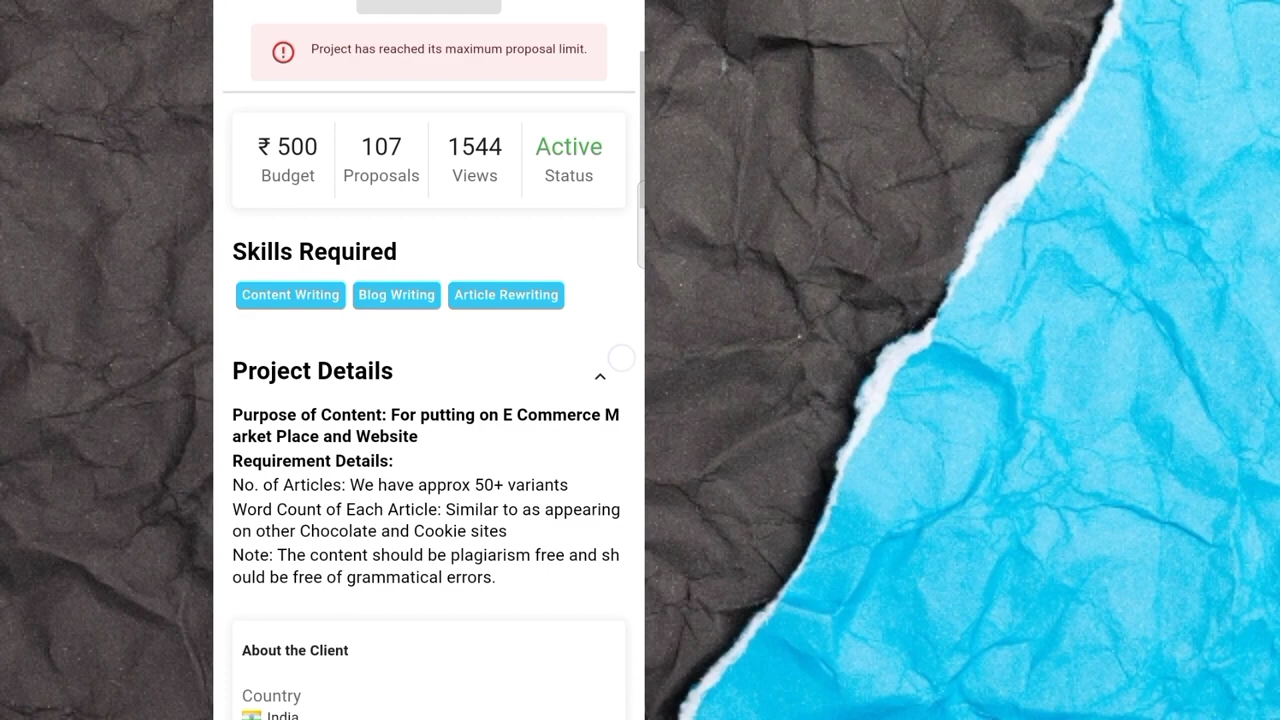 Project has reached its maximum proposal limit.
₹ 500 107 1544 Active
Budget Proposals Views Status
Skills Required
Content Writing Blog Writing Article Rewriting
Project Details
Purpose of Content: For putting on E Commerce M
arket Place and Website
Requirement Details:
No. of Articles: We have approx 50+ variants
Word Count of Each Article: Similar to as appearing
on other Chocolate and Cookie sites
Note: The content should be plagiarism free and sh
ould be free of grammatical errors.
About the Client
Country
India